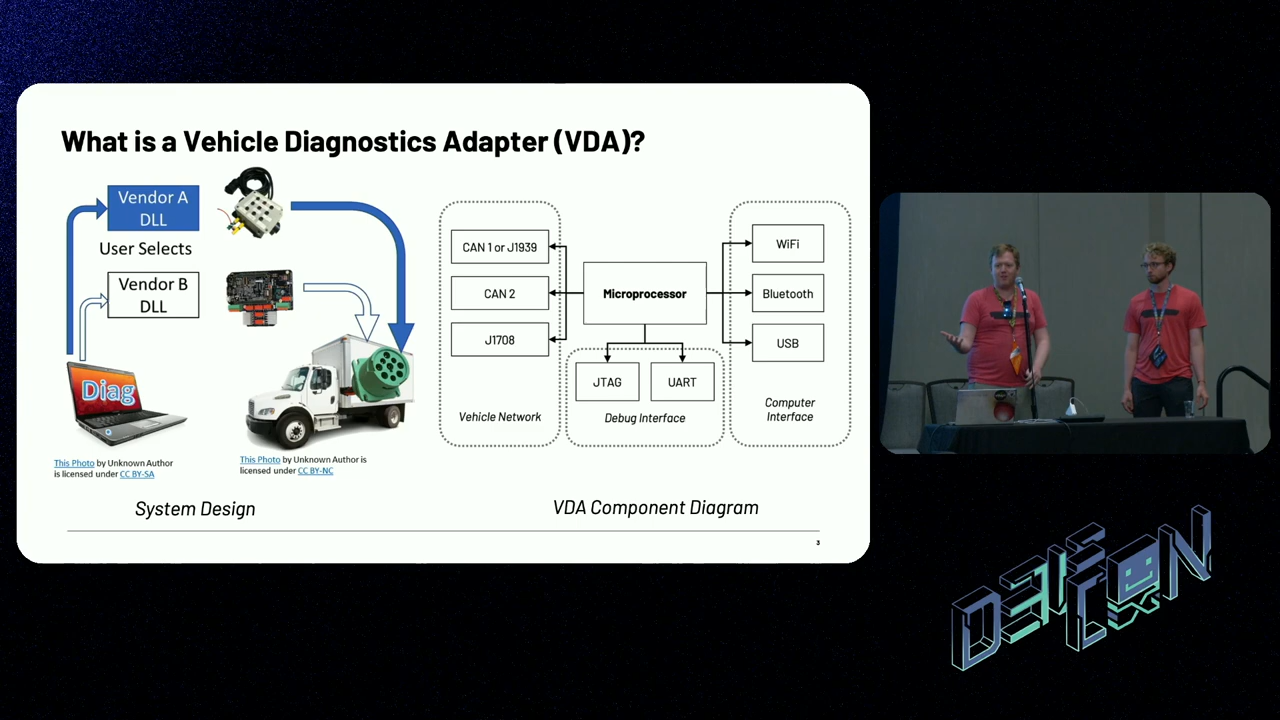 What is a Vehicle Diagnostics Adapter (VDA)?
Vendor A
DLL
User Selects
Vendor B
DLL
Diag
This Photo by Unknown Author
is licensed under CC BY-SA
This Photo by Unknown Author is
licensed under CC BY-NC
System Design
CAN 1 or J1939
CAN 2
J1708
Vehicle Network
Microprocessor
JTAG
UART
Debug Interface
WiFi
Bluetooth
USB
Computer
Interface
VDA Component Diagram
3
DEF CON